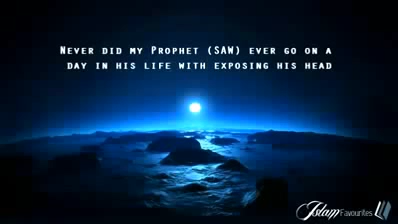 Never did my Prophet (SAW) ever go on a
day in his life with exposing his head
Islam Favourites